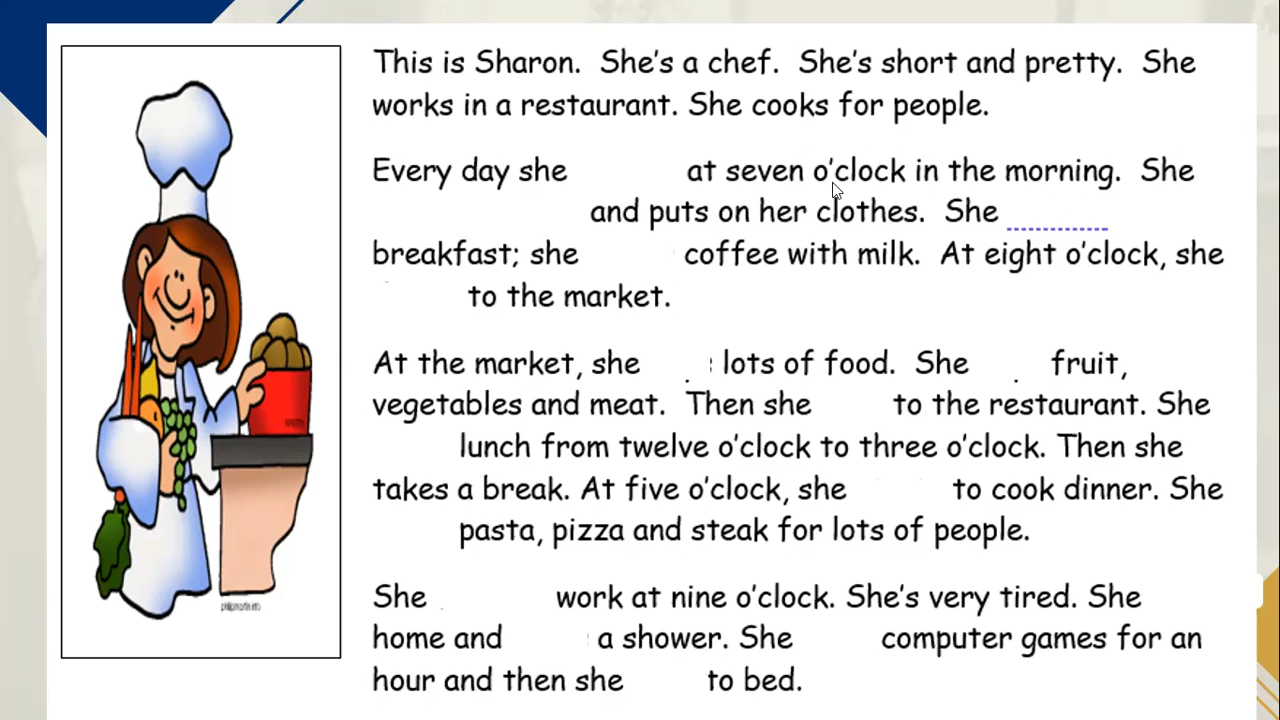 This is Sharon. She's a chef. She's short and pretty. She
works in a restaurant. She cooks for people.
Every day she at seven o'clock in the morning. She
and puts on her clothes. She
breakfast; she coffee with milk. At eight o'clock, she
to the market.
At the market, she lots of food. She fruit,
vegetables and meat. Then she to the restaurant. She
lunch from twelve o'clock to three o'clock. Then she
takes a break. At five o'clock, she to cook dinner. She
pasta, pizza and steak for lots of people.
She work at nine o'clock. She's very tired. She
home and a shower. She computer games for an
hour and then she to bed.